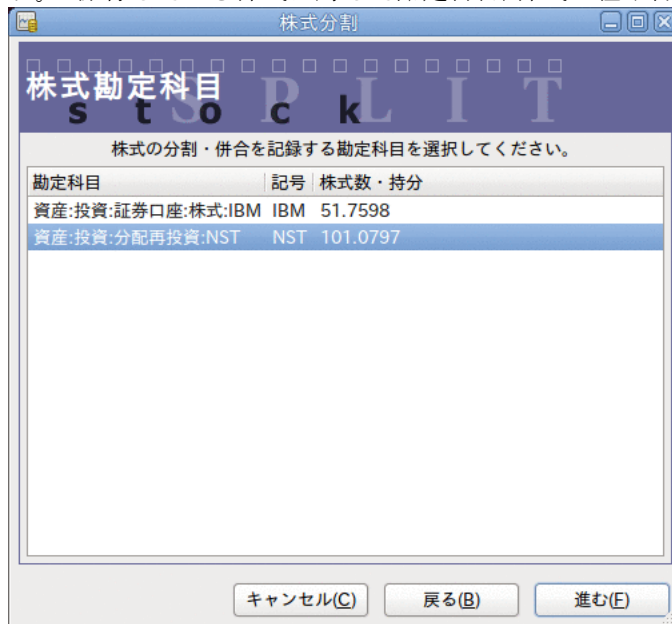 株式分割
株式勘定科目
stock
SPLIT
株式の分割・併合を記録する勘定科目を選択してください。
勘定科目 記号 株式数・持分
資産:投資:証券口座:株式:IBM IBM 51.7598
資産:投資:分配再投資:NST NST 101.0797
キャンセル(C) 戻る(B) 進む(F)